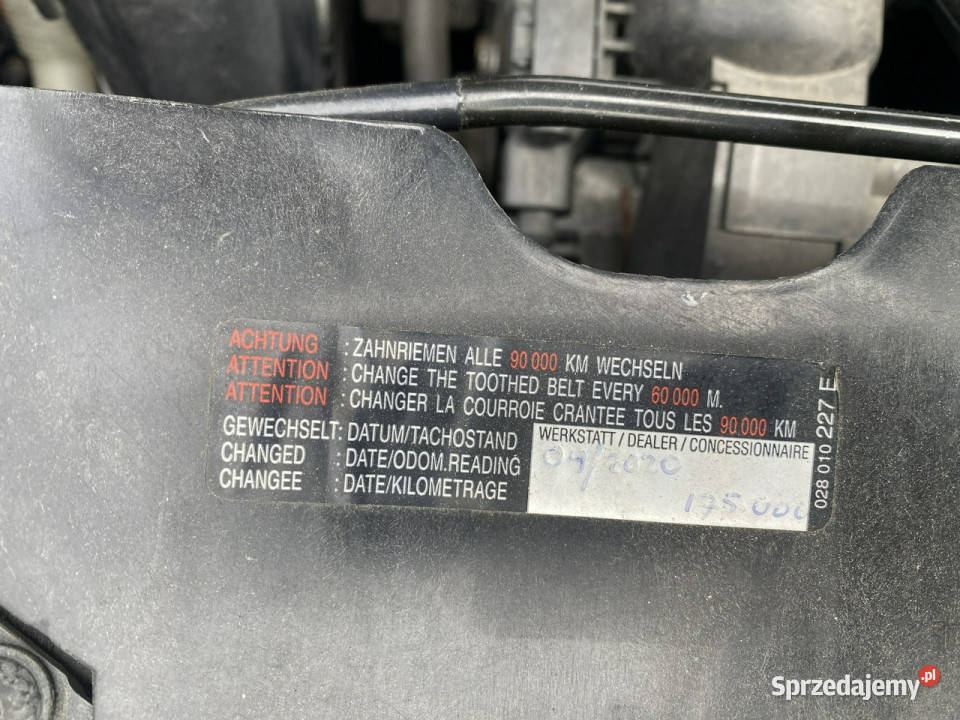 ACHTUNG : ZAHNRIEMEN ALLE 90 000 KM WECHSELN
ATTENTION : CHANGE THE TOOTHED BELT EVERY 60 000 M.
ATTENTION : CHANGER LA COURROIE CRANTEE TOUS LES 90 000 KM
GEWECHSELT: DATUM/TACHOSTAND
CHANGED : DATE/ODOM.READING
CHANGEE : DATE/KILOMETRAGE
WERKSTATT / DEALER / CONCESSIONNAIRE
04/2020
175 000
028 010 227 E
Sprzedajemy.pl